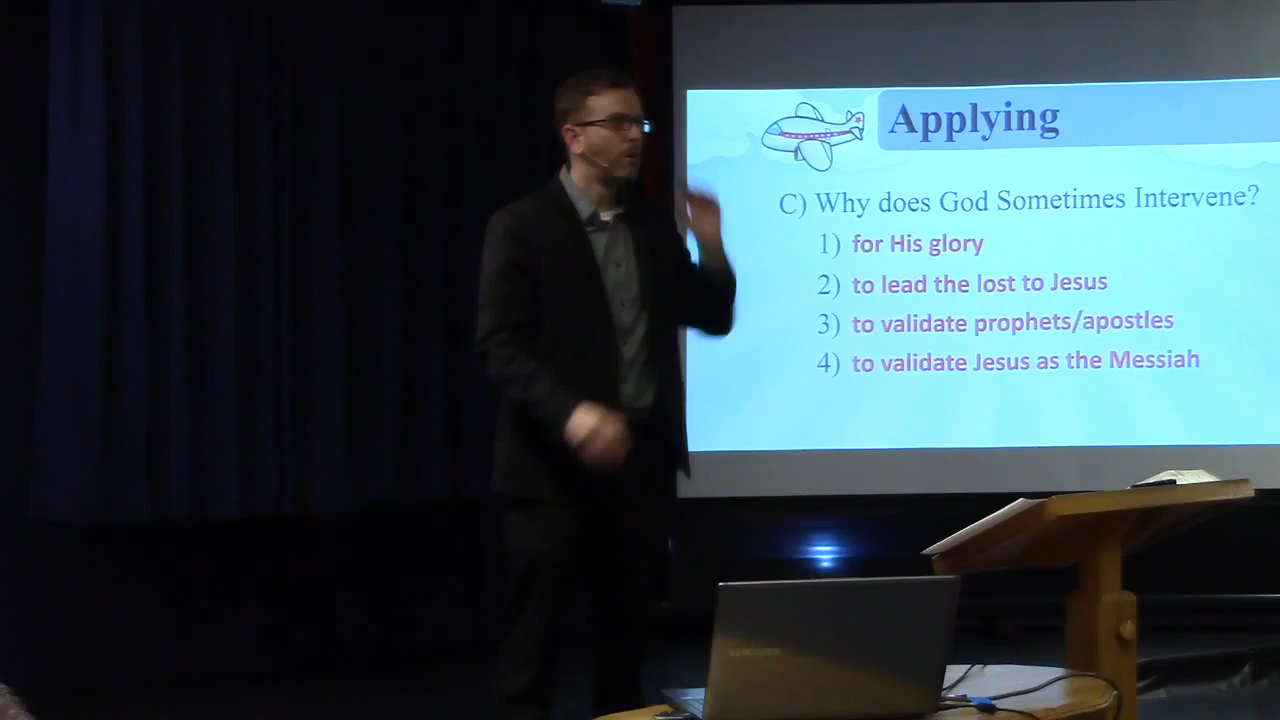 Applying
C) Why does God Sometimes Intervene?
1) for His glory
2) to lead the lost to Jesus
3) to validate prophets/apostles
4) to validate Jesus as the Messiah
SAMSUNG